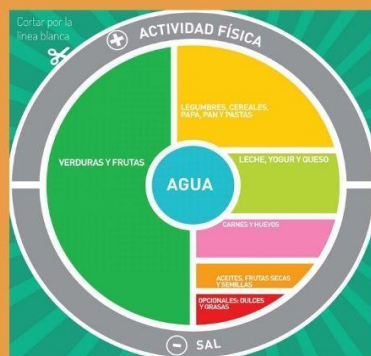 Cortar por la
linea blanca
+ ACTIVIDAD FÍSICA
LEGUMBRES, CEREALES,
PAPA, PAN Y PASTAS
VERDURAS Y FRUTAS
LECHE, YOGUR Y QUESO
AGUA
CARNES Y HUEVOS
ACEITES, FRUTAS SECAS
Y SEMILLAS
OPCIONALES: DULCES
Y GRASAS
- SAL